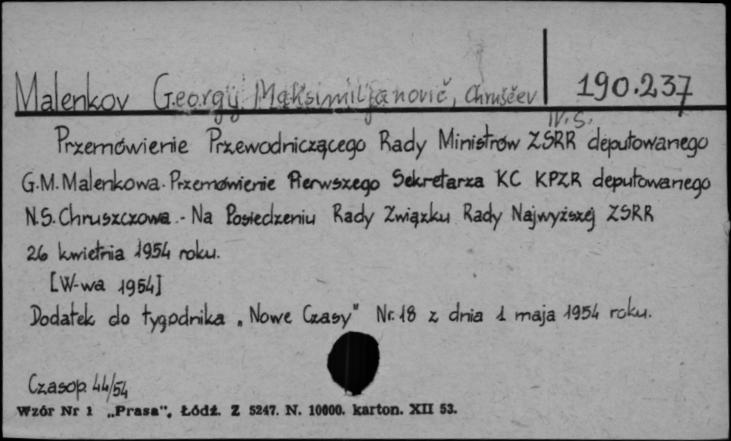 Malenkov Georgij Maksimiljanovič, Chruščev 190.237
N.S.
Przemówienie Przewodniczącego Rady Ministrów ZSRR deputowanego
G.M. Malenkowa. Przemówienie Pierwszego Sekretarza KC KPZR deputowanego
N.S. Chruszczowa. - Na Posiedzeniu Rady Związku Rady Najwyższej ZSRR
26 kwietnia 1954 roku.
[W-wa 1954]
Dodatek do tygodnika „Nowe Czasy" Nr. 18 z dnia 1 maja 1954 roku.
Czasop. 44/54
Wzór Nr 1 „Prasa", Łódź. Z 5247. N. 10000. karton. XII 53.